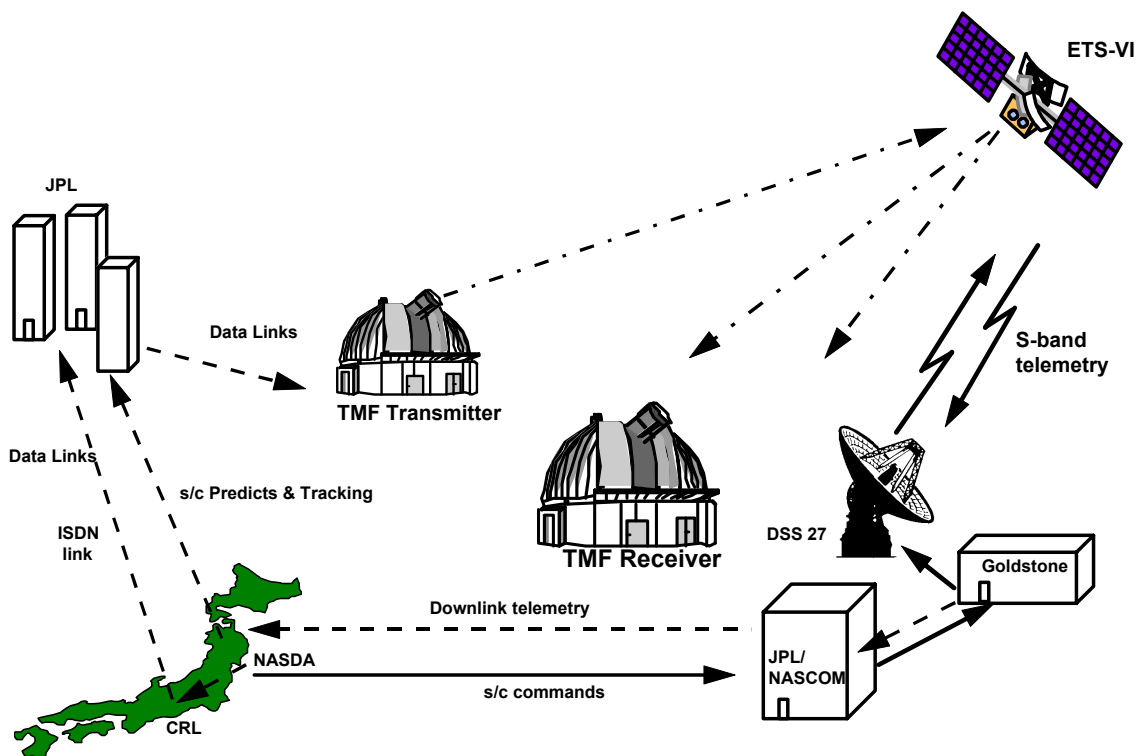 ETS-VI
JPL
Data Links
TMF Transmitter
S-band
telemetry
Data Links
s/c Predicts & Tracking
ISDN
link
TMF Receiver
DSS 27
Goldstone
Downlink telemetry
NASDA
JPL/
NASCOM
s/c commands
CRL